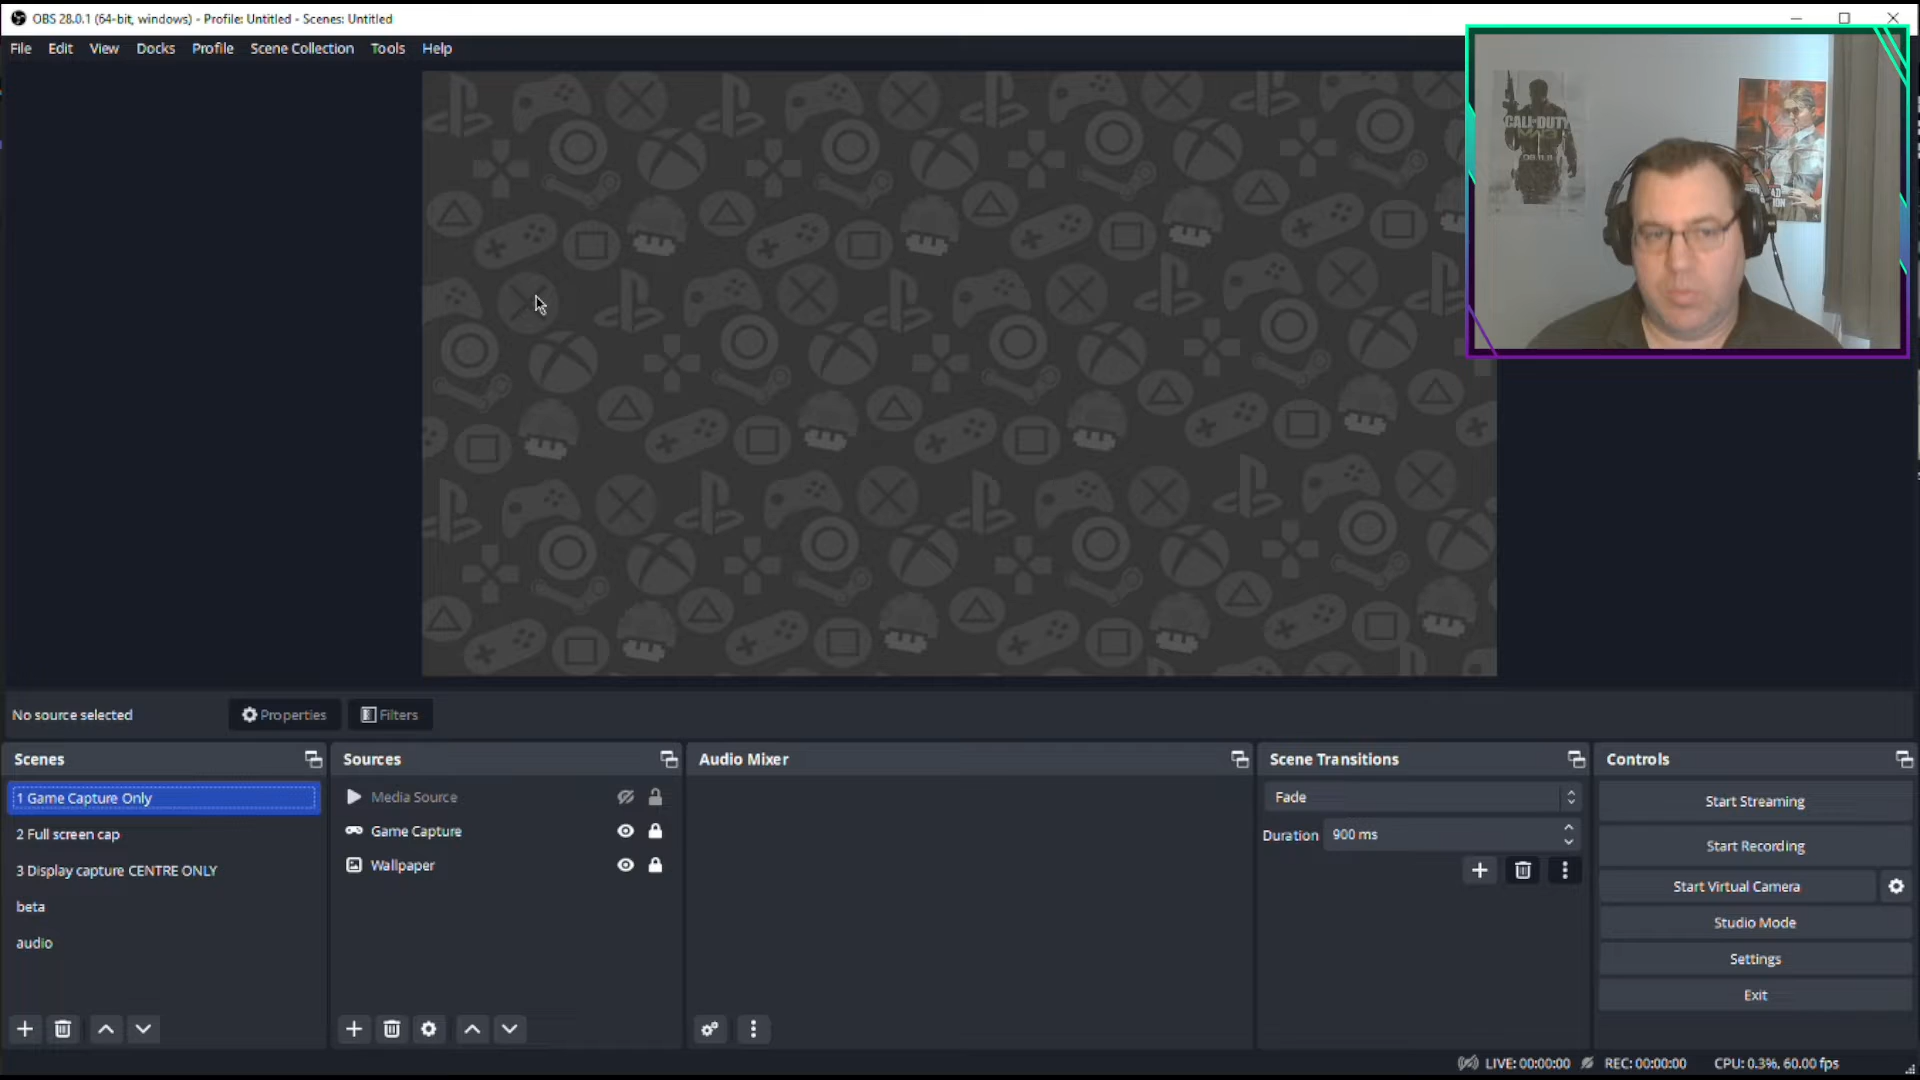 OBS 28.0.1 (64-bit, windows) - Profile: Untitled - Scenes: Untitled
File Edit View Docks Profile Scene Collection Tools Help
CALL DUTY
MW3
No source selected Properties Filters
Scenes Sources Audio Mixer Scene Transitions Controls
1 Game Capture Only
2 Full screen cap
3 Display capture CENTRE ONLY
beta
audio
Media Source
Game Capture
Wallpaper
Fade
Duration 900 ms
Start Streaming
Start Recording
Start Virtual Camera
Studio Mode
Settings
Exit
LIVE: 00:00:00 REC: 00:00:00 CPU: 0.3%, 60.00 fps